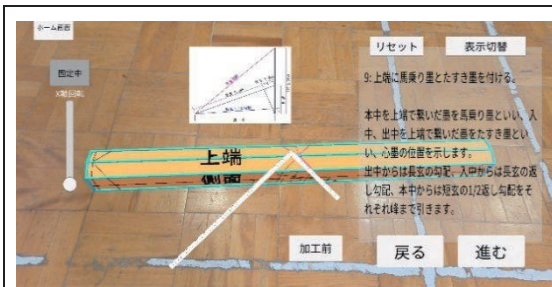 ホーム画面
固定中
X軸回転
リセット
表示切替
9:上端に馬乗り墨とたすき墨を付ける。
本中を上端で繋いだ墨を馬乗り墨といい、入
中、出中を上端で繋いだ墨をたすき墨とい
い、心墨の位置を示します。
出中からは長玄の勾配、入中からは長玄の返
し勾配、本中からは短玄の1/2返し勾配をそ
れぞれ峰まで引きます。
上端
側面
加工前
戻る
進む